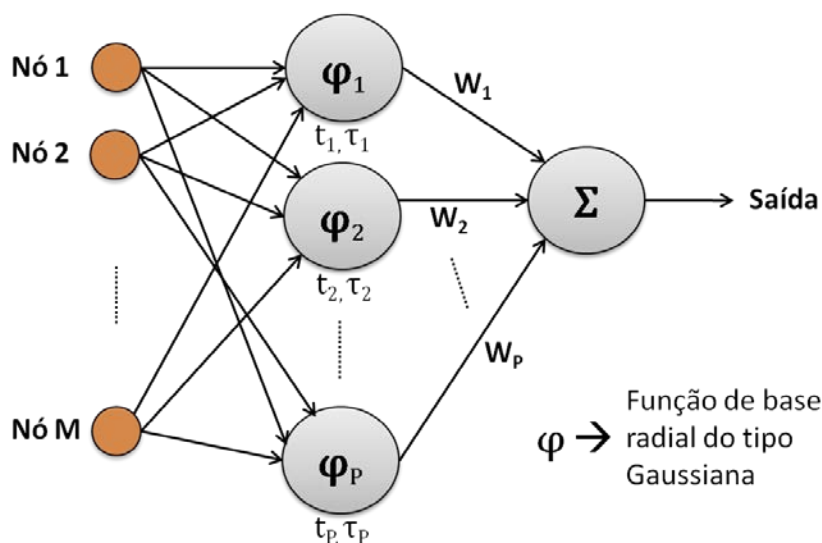 Nó 1
Nó 2
Nó M
φ1
t1, τ1
φ2
t2, τ2
φP
tP, τP
W1
W2
WP
Σ
Saída
φ → Função de base
radial do tipo
Gaussiana